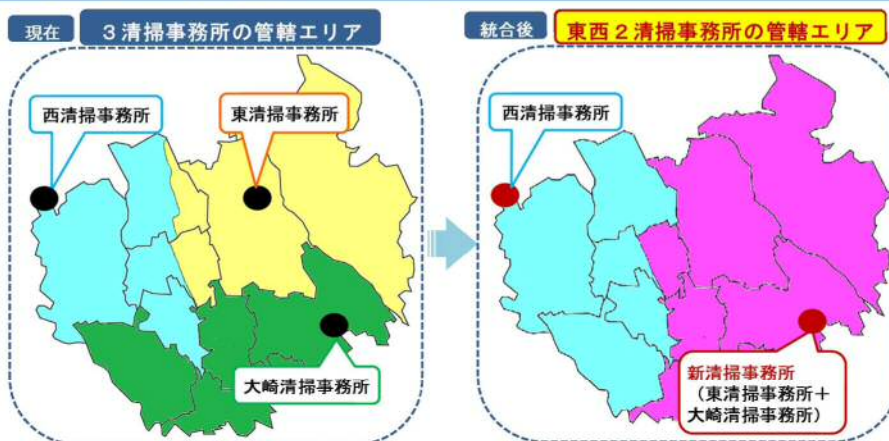 現在
3清掃事務所の管轄エリア
西清掃事務所
東清掃事務所
大崎清掃事務所
統合後
東西2清掃事務所の管轄エリア
西清掃事務所
新清掃事務所
（東清掃事務所＋
大崎清掃事務所）